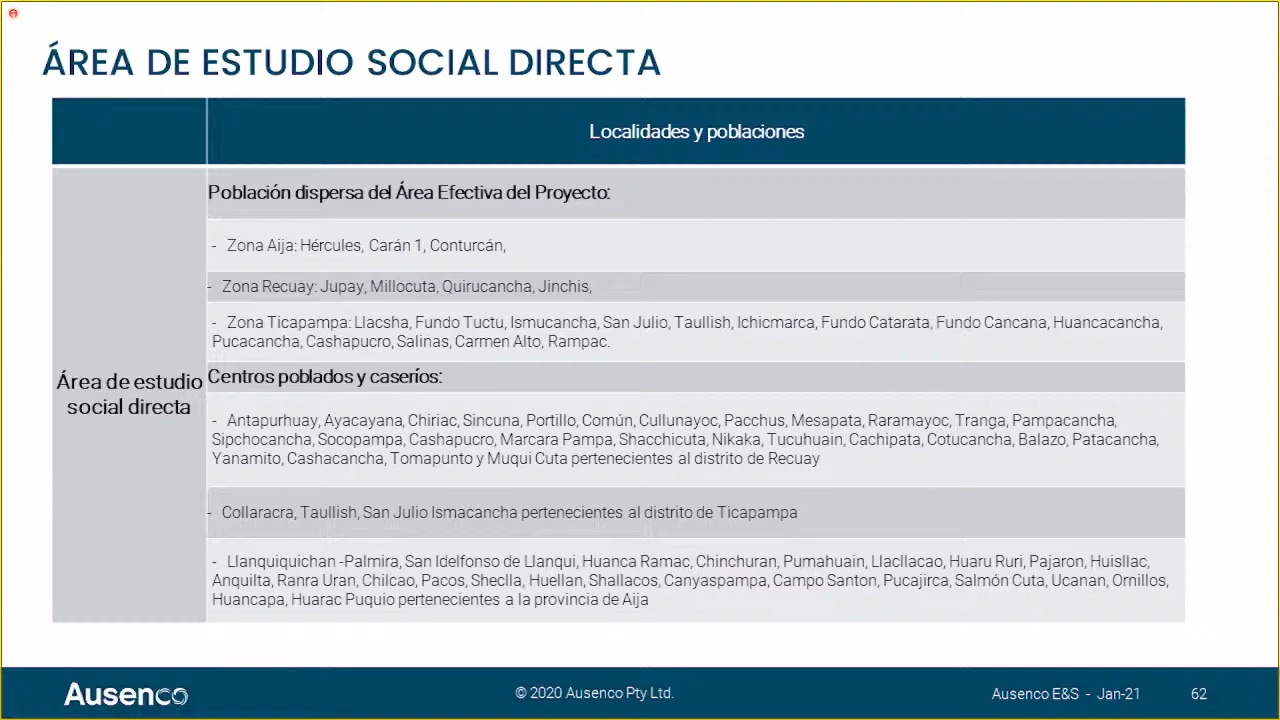 ÁREA DE ESTUDIO SOCIAL DIRECTA
Localidades y poblaciones
Área de estudio
social directa
Población dispersa del Área Efectiva del Proyecto:
- Zona Aija: Hércules, Carán 1, Conturcán,
- Zona Recuay: Jupay, Millocuta, Quirucancha, Jinchis,
- Zona Ticapampa: Llacsha, Fundo Tuctu, Ismucancha, San Julio, Taullish, Ichicmarca, Fundo Catarata, Fundo Cancana, Huancacancha,
Pucacancha, Cashapucro, Salinas, Carmen Alto, Rampac.
Centros poblados y caseríos:
- Antapurhuay, Ayacayana, Chiriac, Sincuna, Portillo, Común, Cullunayoc, Pacchus, Mesapata, Raramayoc, Tranga, Pampacancha,
Sipchocancha, Socopampa, Cashapucro, Marcara Pampa, Shacchicuta, Nikaka, Tucuhuain, Cachipata, Cotucancha, Balazo, Patacancha,
Yanamito, Cashacancha, Tomapunto y Muqui Cuta pertenecientes al distrito de Recuay
- Collaracra, Taullish, San Julio Ismacancha pertenecientes al distrito de Ticapampa
- Llanquiquichan -Palmira, San Idelfonso de Llanqui, Huanca Ramac, Chinchuran, Pumahuain, Llacllacao, Huaru Ruri, Pajaron, Huisllac,
Anquilta, Ranra Uran, Chilcao, Pacos, Sheclla, Huellan, Shallacos, Canyaspampa, Campo Santon, Pucajirca, Salmón Cuta, Ucanan, Ornillos,
Huancapa, Huarac Puquio pertenecientes a la provincia de Aija
Ausenco
© 2020 Ausenco Pty Ltd.
Ausenco E&S - Jan-21
62